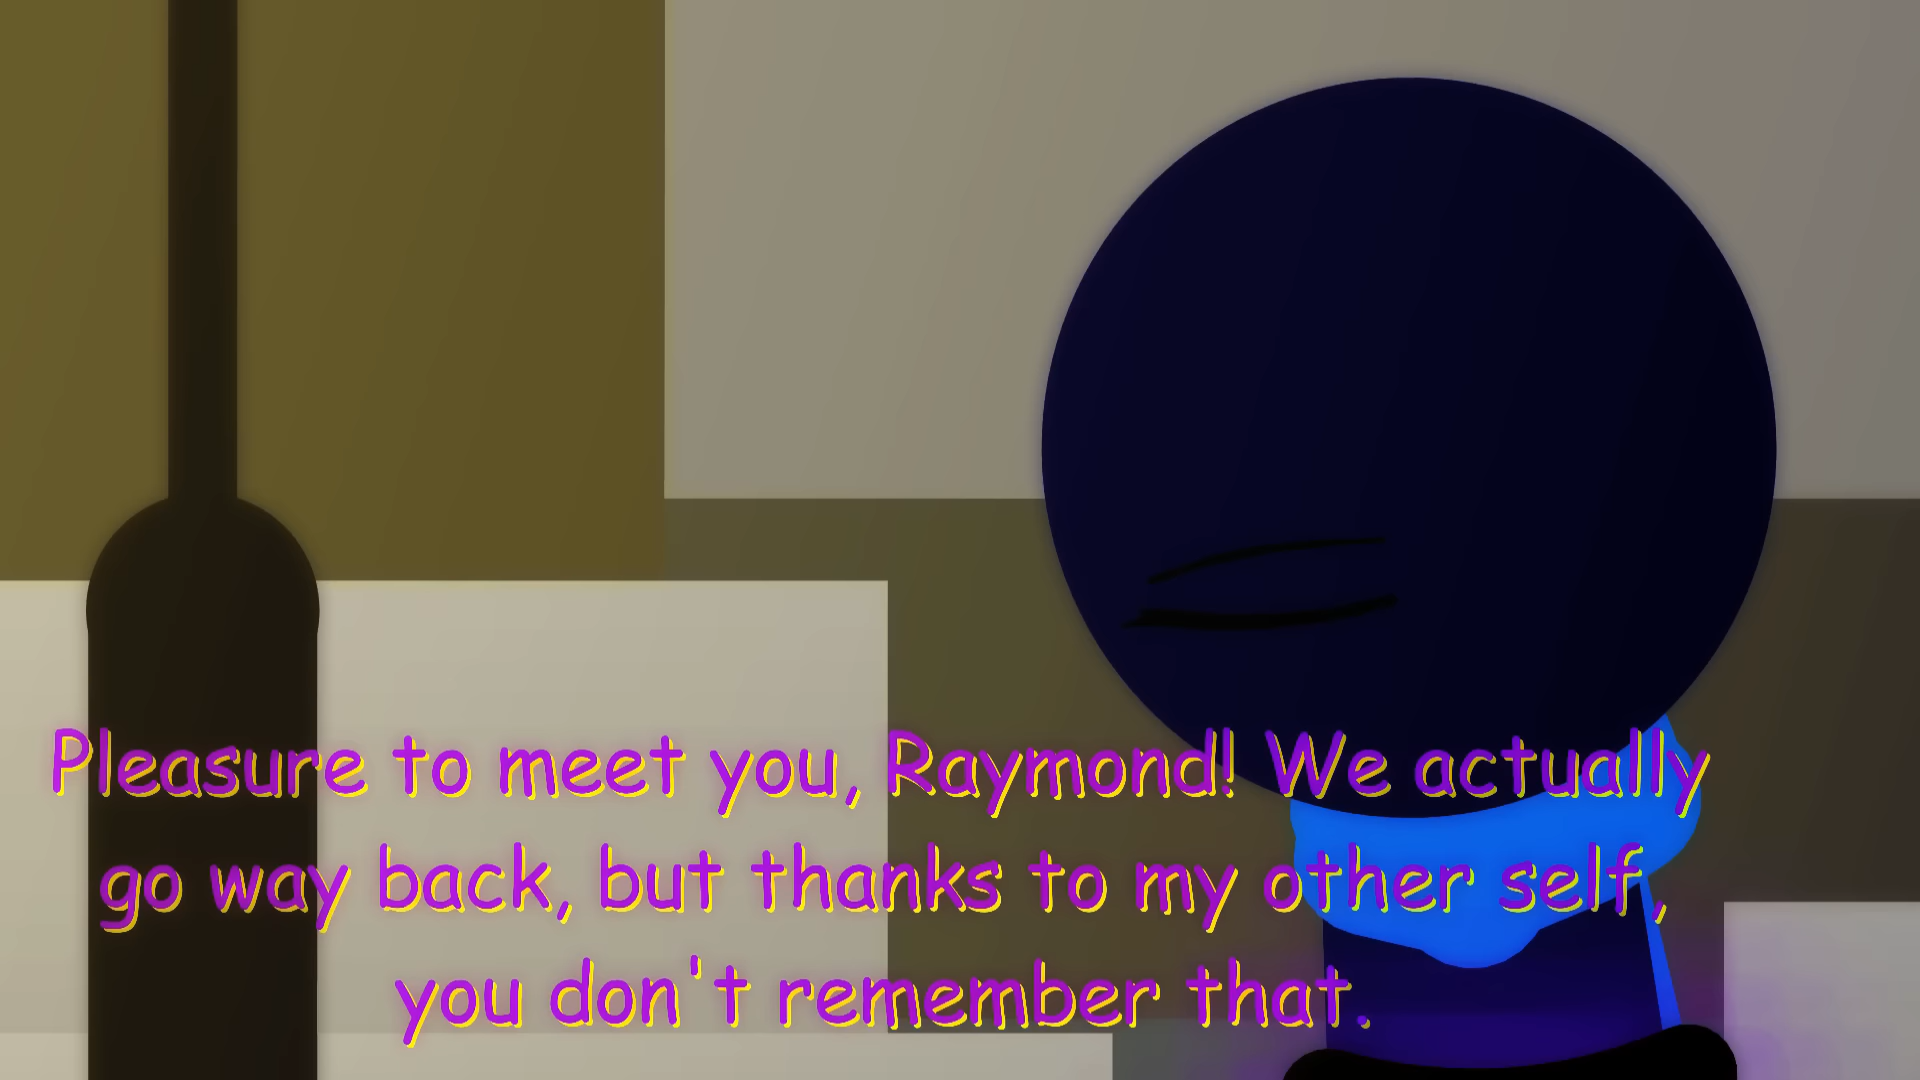 Pleasure to meet you, Raymond! We actually
go way back, but thanks to my other self,
you don't remember that.